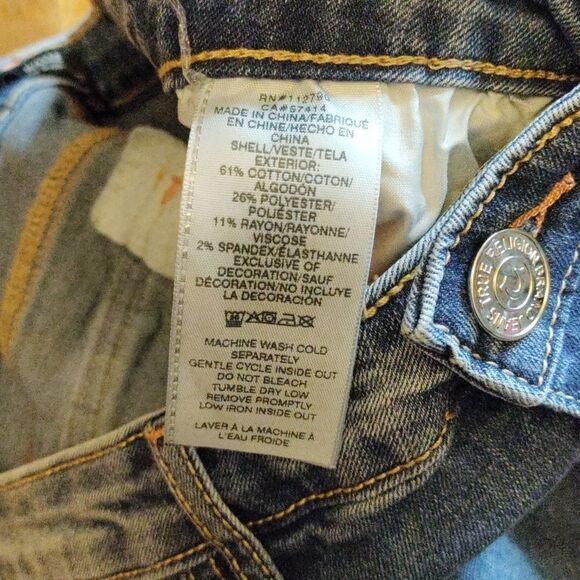 RN#112790
CA#57414
MADE IN CHINA/FABRIQUÉ
EN CHINE/HECHO EN
CHINA
SHELL/VESTE/TELA
EXTERIOR:
61% COTTON/COTON/
ALGODÓN
26% POLYESTER/
POLIÉSTER
11% RAYON/RAYONNE/
VISCOSE
2% SPANDEX/ÉLASTHANNE
EXCLUSIVE OF
DECORATION/SAUF
DÉCORATION/NO INCLUYE
LA DECORACIÓN
MACHINE WASH COLD
SEPARATELY
GENTLE CYCLE INSIDE OUT
DO NOT BLEACH
TUMBLE DRY LOW
REMOVE PROMPTLY
LOW IRON INSIDE OUT
LAVER À LA MACHINE À
L'EAU FROIDE
TRUE RELIGION BRAND JEANS